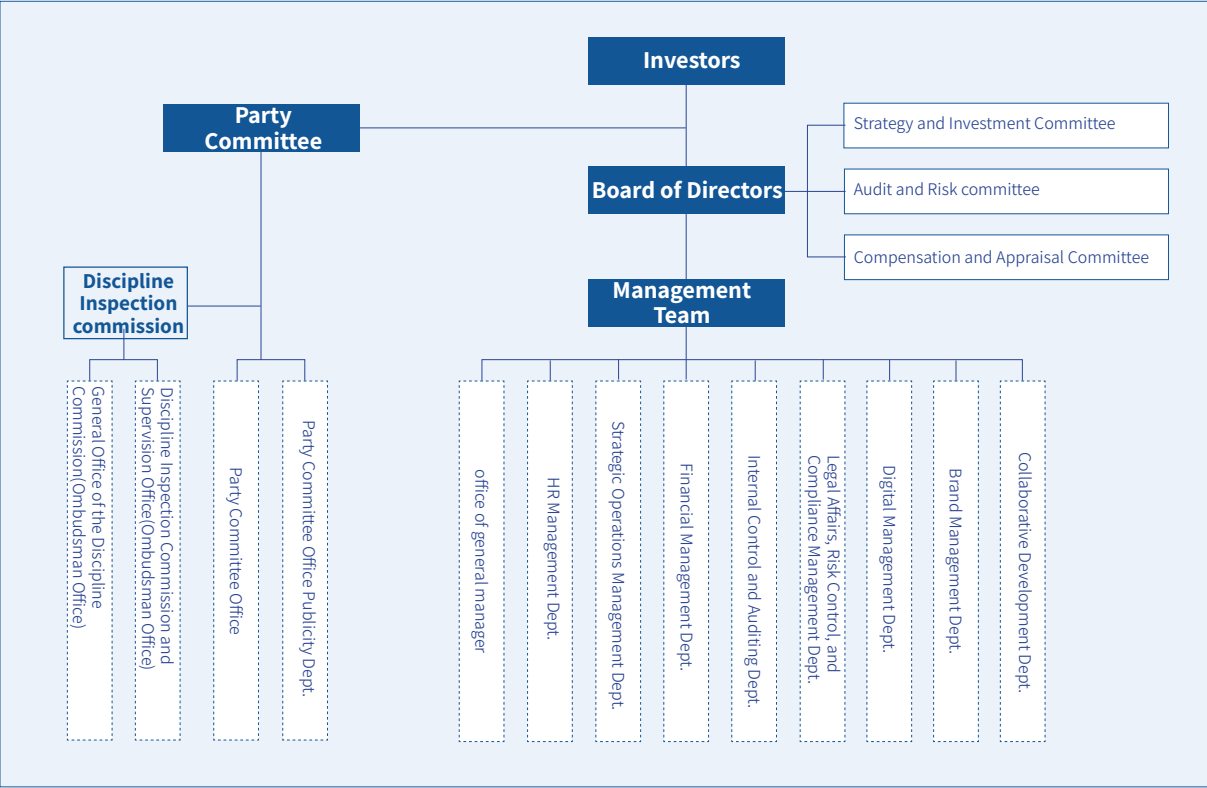 Investors
Party
Committee
Strategy and Investment Committee
Board of Directors
Audit and Risk committee
Compensation and Appraisal Committee
Discipline
Inspection
commission
Management
Team
General Office of the Discipline
Commission(Ombudsman Office)
Discipline Inspection Commission and
Supervision Office(Ombudsman Office)
Party Committee Office
Party Committee Office Publicity Dept.
office of general manager
HR Management Dept.
Strategic Operations Management Dept.
Financial Management Dept.
Internal Control and Auditing Dept.
Legal Affairs, Risk Control, and
Compliance Management Dept.
Digital Management Dept.
Brand Management Dept.
Collaborative Development Dept.